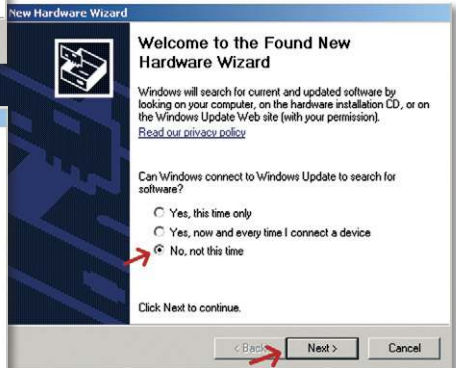 New Hardware Wizard
Welcome to the Found New
Hardware Wizard
Windows will search for current and updated software by
looking on your computer, on the hardware installation CD, or on
the Windows Update Web site (with your permission).
Read our privacy policy
Can Windows connect to Windows Update to search for
software?
Yes, this time only
Yes, now and every time I connect a device
No, not this time
Click Next to continue.
< Back
Next >
Cancel